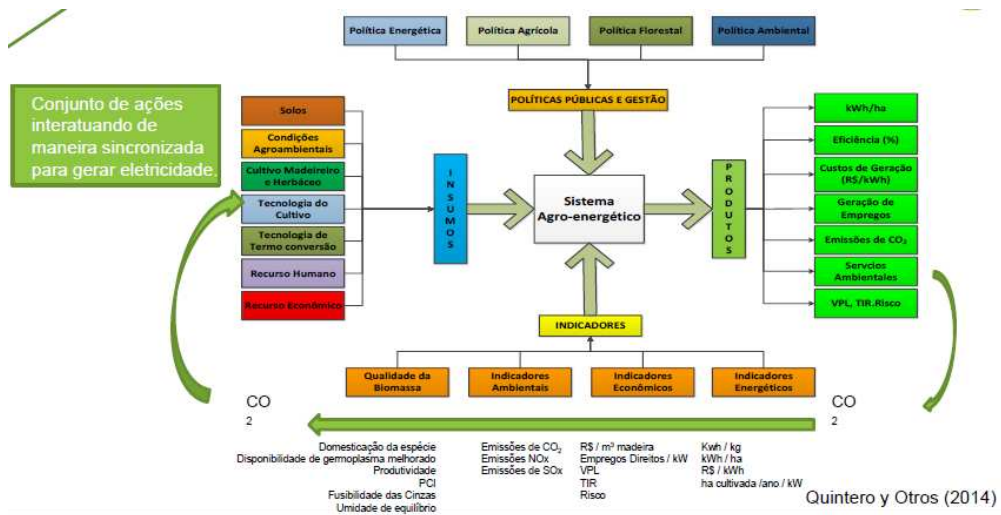 Política Energética
Política Agrícola
Política Florestal
Política Ambiental
POLÍTICAS PÚBLICAS E GESTÃO
Conjunto de ações
interatuando de
maneira sincronizada
para gerar eletricidade.
Solos
Condições
Agroambientais
Cultivo Madeireiro
e Herbáceo
Tecnologia do
Cultivo
Tecnologia de
Termo conversão
Recurso Humano
Recurso Econômico
INSUMOS
Sistema
Agro-energético
PRODUTOS
kWh/ha
Eficiência (%)
Custos de Geração
(R$/kWh)
Geração de
Empregos
Emissões de CO₂
Servcios
Ambientales
VPL, TIR.Risco
INDICADORES
Qualidade da
Biomassa
Indicadores
Ambientais
Indicadores
Econômicos
Indicadores
Energéticos
CO
2
CO
2
Domesticação da espécie
Disponibilidade de germoplasma melhorado
Produtividade
PCI
Fusibilidade das Cinzas
Umidade de equilíbrio
Emissões de CO₂
Emissões NOx
Emissões de SOx
R$ / m³ madeira
Empregos Diretos / kW
VPL
TIR
Risco
Kwh / kg
kWh / ha
R$ / kWh
ha cultivada /ano / kW
Quintero y Otros (2014)